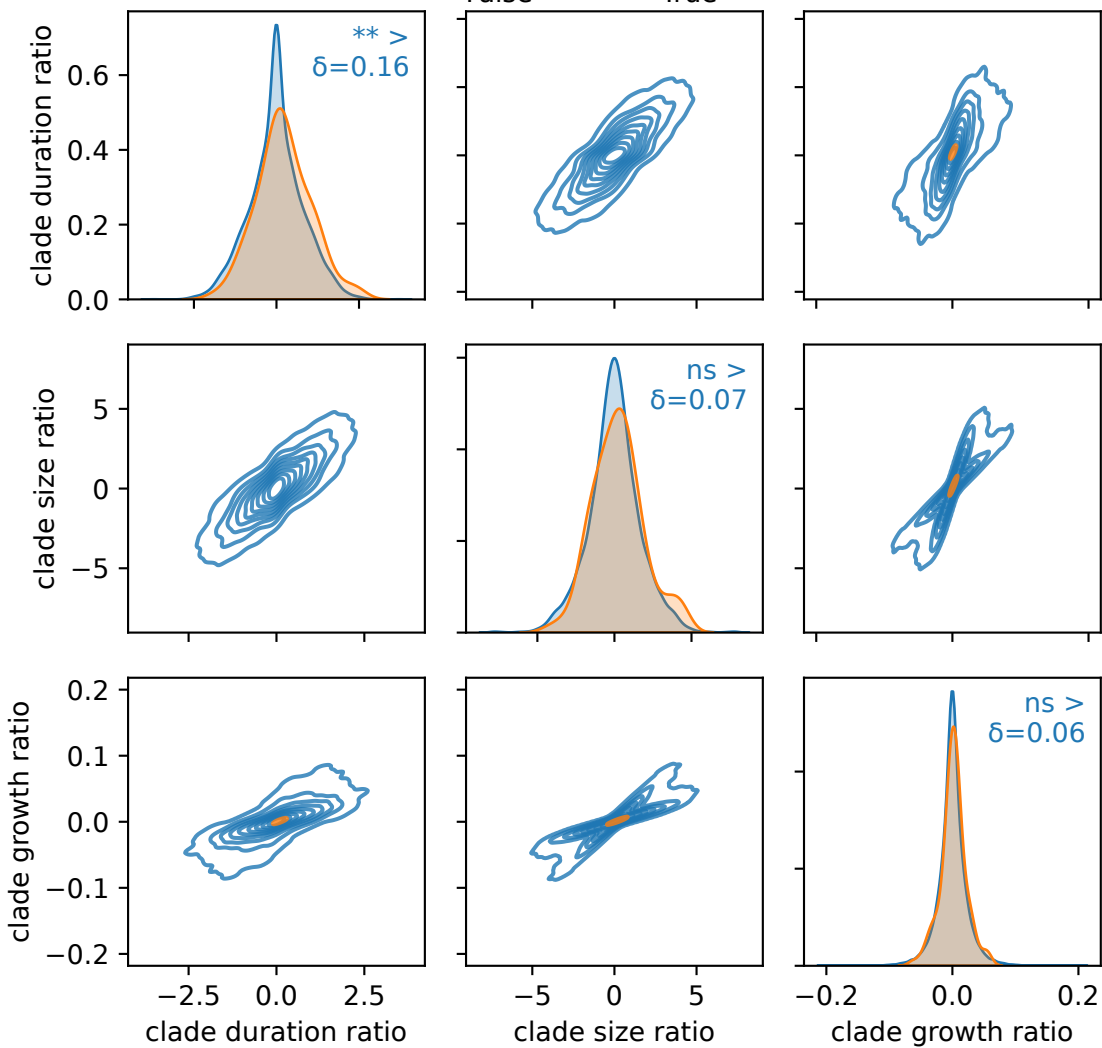 False True
** >
δ=0.16
clade duration ratio
0.6
0.4
0.2
0.0
ns >
δ=0.07
clade size ratio
5
0
−5
ns >
δ=0.06
clade growth ratio
0.2
0.1
0.0
−0.1
−0.2
−2.5 0.0 2.5 −5 0 5 −0.2 0.0 0.2
clade duration ratio clade size ratio clade growth ratio